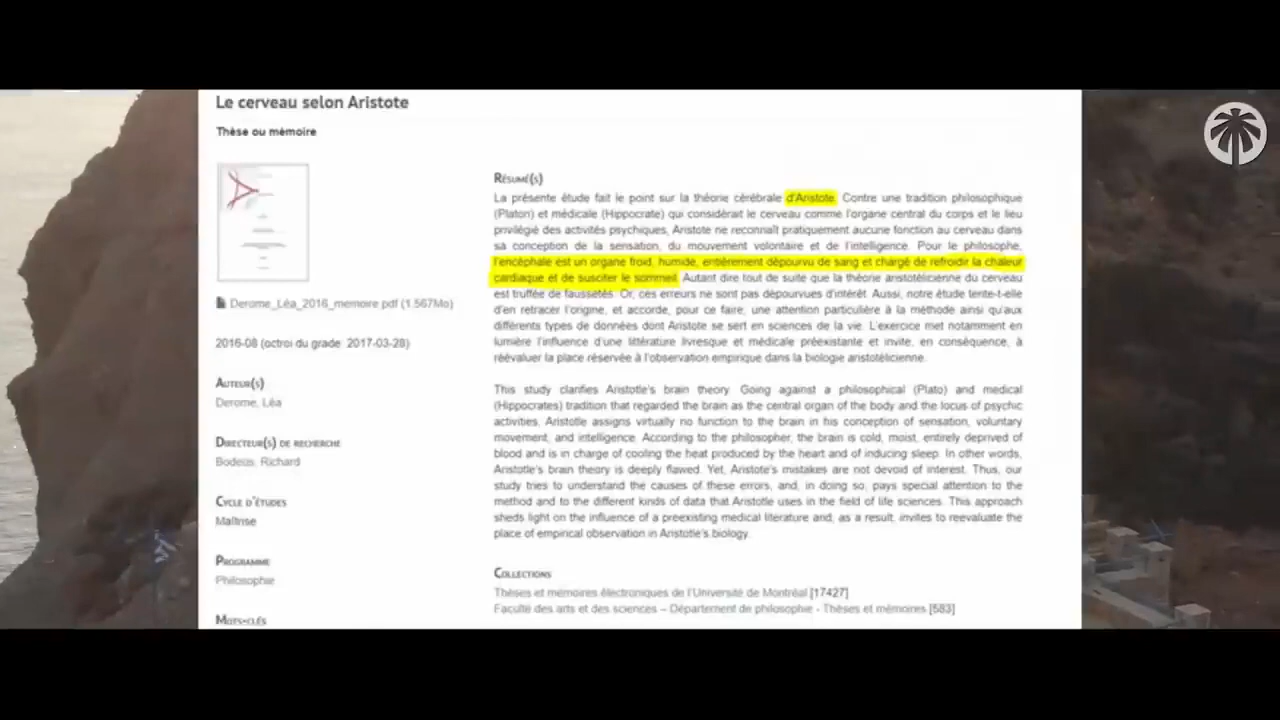 Le cerveau selon Aristote
Thèse ou mémoire
Derome_Léa_2016_memoire.pdf (1.567Mo)
2016-08 (octroi du grade 2017-03-28)
Auteur(s)
Derome, Léa
Directeur(s) de recherche
Bodeüs, Richard
Cycle d'études
Maîtrise
Programme
Philosophie
Mots-clés
Résumé(s)
La présente étude fait le point sur la théorie cérébrale d'Aristote. Contre une tradition philosophique
(Platon) et médicale (Hippocrate) qui considérait le cerveau comme l'organe central du corps et le lieu
privilégié des activités psychiques, Aristote ne reconnaît pratiquement aucune fonction au cerveau dans
sa conception de la sensation, du mouvement volontaire et de l'intelligence. Pour le philosophe,
l'encéphale est un organe froid, humide, entièrement dépourvu de sang et chargé de refroidir la chaleur
cardiaque et de susciter le sommeil. Autant dire tout de suite que la théorie aristotélicienne du cerveau
est truffée de faussetés. Or, ces erreurs ne sont pas dépourvues d'intérêt. Aussi, notre étude tente-t-elle
d'en retracer l'origine, et accorde, pour ce faire, une attention particulière à la méthode ainsi qu'aux
différents types de données dont Aristote se sert en sciences de la vie. L'exercice met notamment en
lumière l'influence d'une littérature livresque et médicale préexistante et invite, en conséquence, à
réévaluer la place réservée à l'observation empirique dans la biologie aristotélicienne.
This study clarifies Aristotle's brain theory. Going against a philosophical (Plato) and medical
(Hippocrates) tradition that regarded the brain as the central organ of the body and the locus of psychic
activities, Aristotle assigns virtually no function to the brain in his conception of sensation, voluntary
movement, and intelligence. According to the philosopher, the brain is cold, moist, entirely deprived of
blood and is in charge of cooling the heat produced by the heart and of inducing sleep. In other words,
Aristotle's brain theory is deeply flawed. Yet, Aristotle's mistakes are not devoid of interest. Thus, our
study tries to understand the causes of these errors, and, in doing so, pays special attention to the
method and to the different kinds of data that Aristotle uses in the field of life sciences. This approach
sheds light on the influence of a preexisting medical literature and, as a result, invites to reevaluate the
place of empirical observation in Aristotle's biology.
Collections
Thèses et mémoires électroniques de l'Université de Montréal [17427]
Faculté des arts et des sciences – Département de philosophie - Thèses et mémoires [583]